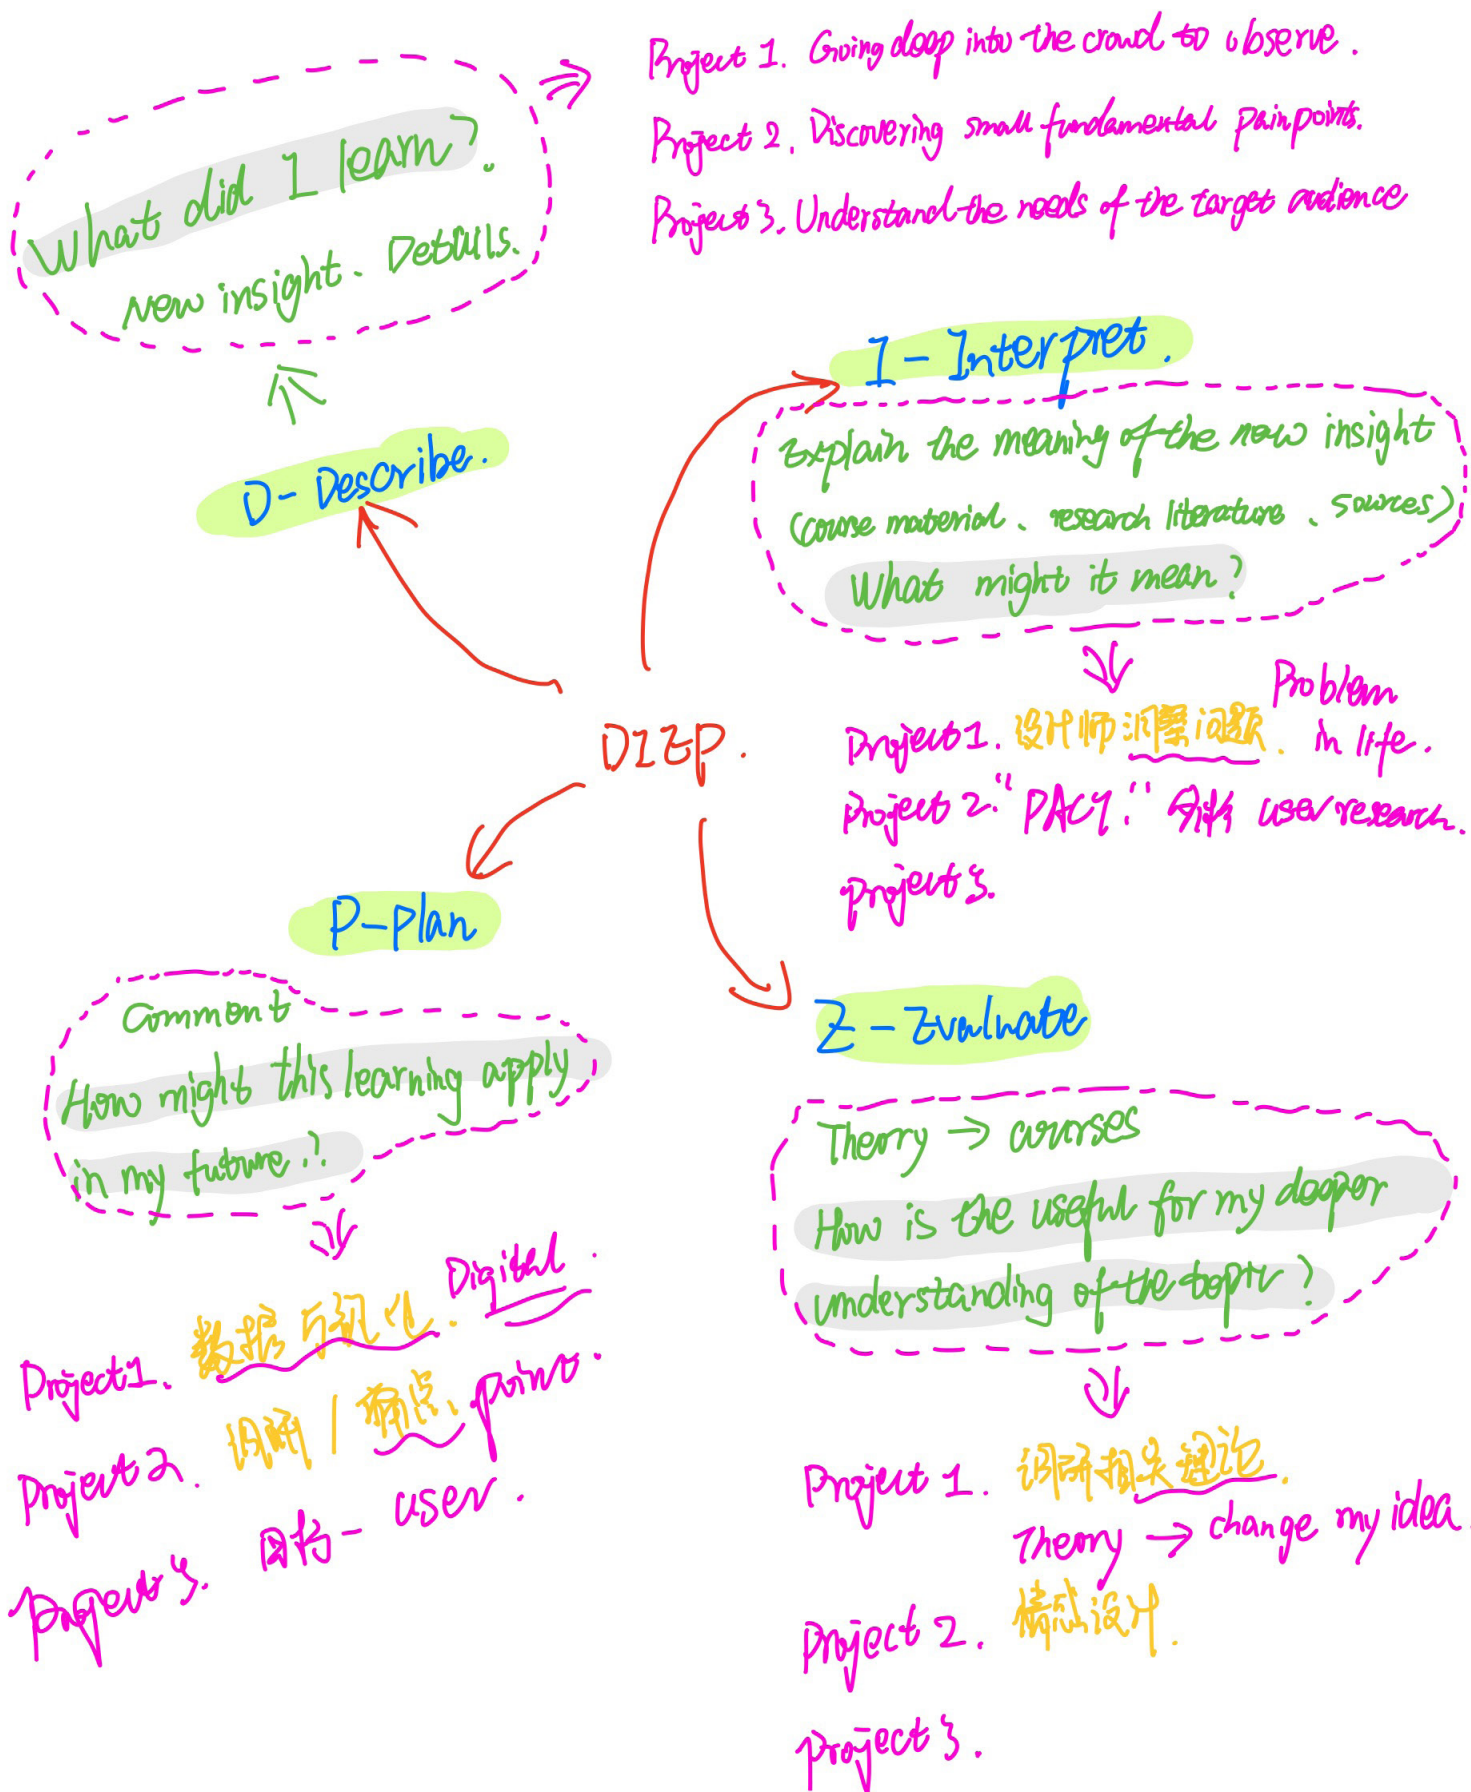 Project 1. Going deep into the crowd to observe.
Project 2. Discovering small fundamental pain points.
Project 3. Understand the needs of the target audience
What did I learn?
New insight. Details.
D - Describe.
I - Interpret.
Explain the meaning of the new insight
(course material、research literature、sources)
What might it mean?
Project 1. 设计师洞察问题. Problem
in life.
Project 2. "PACY." 分析 user research.
project 3.
DIEP.
P - Plan
Comment
How might this learning apply
in my future?
Project 1. 数据可视化. Digital.
Project 2. 调研 / 痛点. point.
Project 3. 目标 - user.
E - Evaluate
Theory → courses
How is the useful for my deeper
understanding of the topic?
Project 1. 调研相关理论.
Theory → change my idea.
Project 2. 情感设计.
project 3.